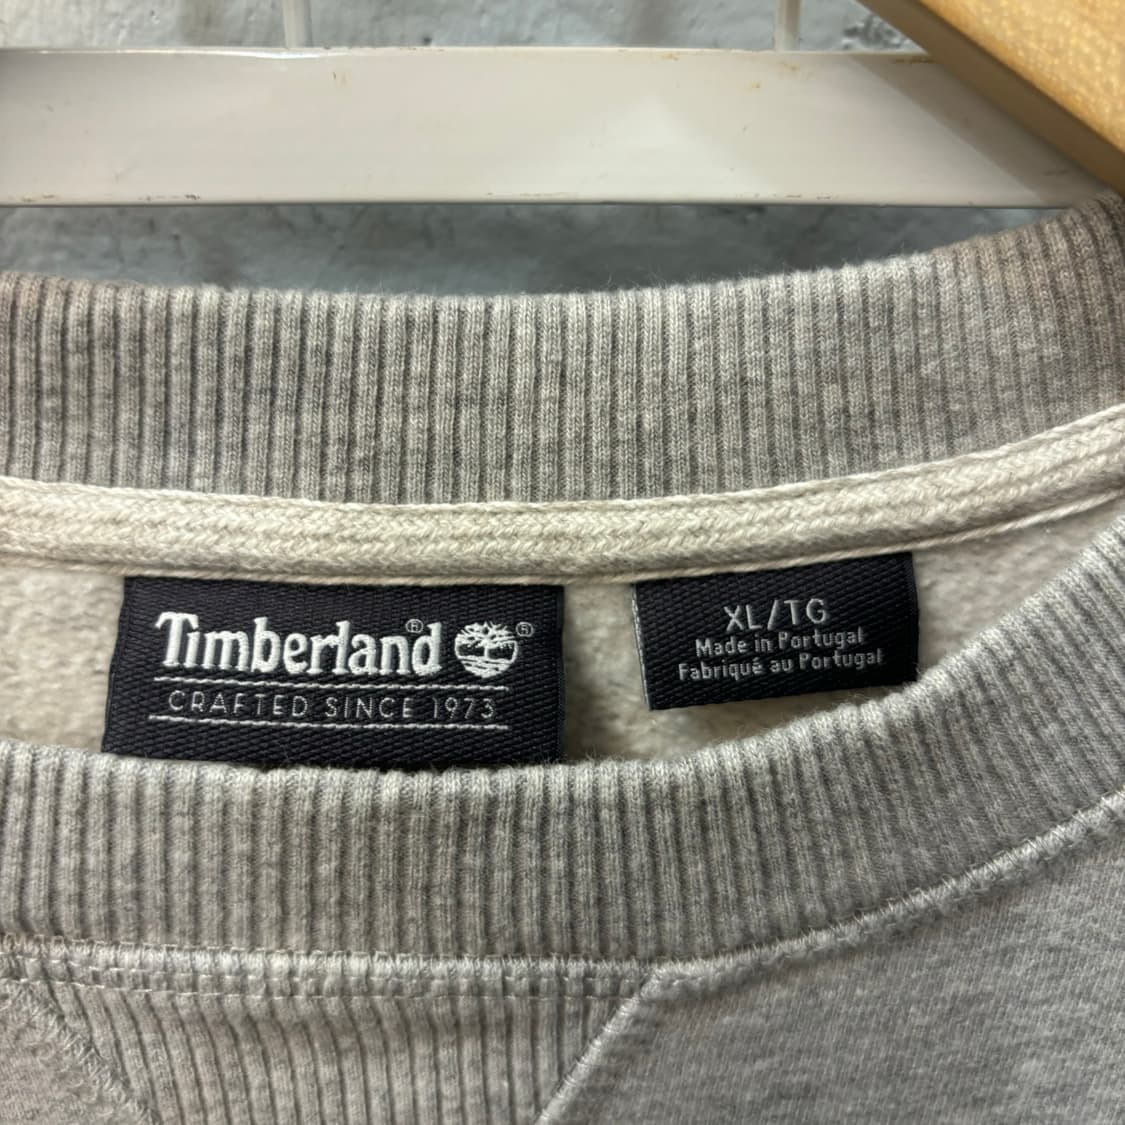 Timberland®®
CRAFTED SINCE 1973
XL/TG
Made in Portugal
Fabriqué au Portugal